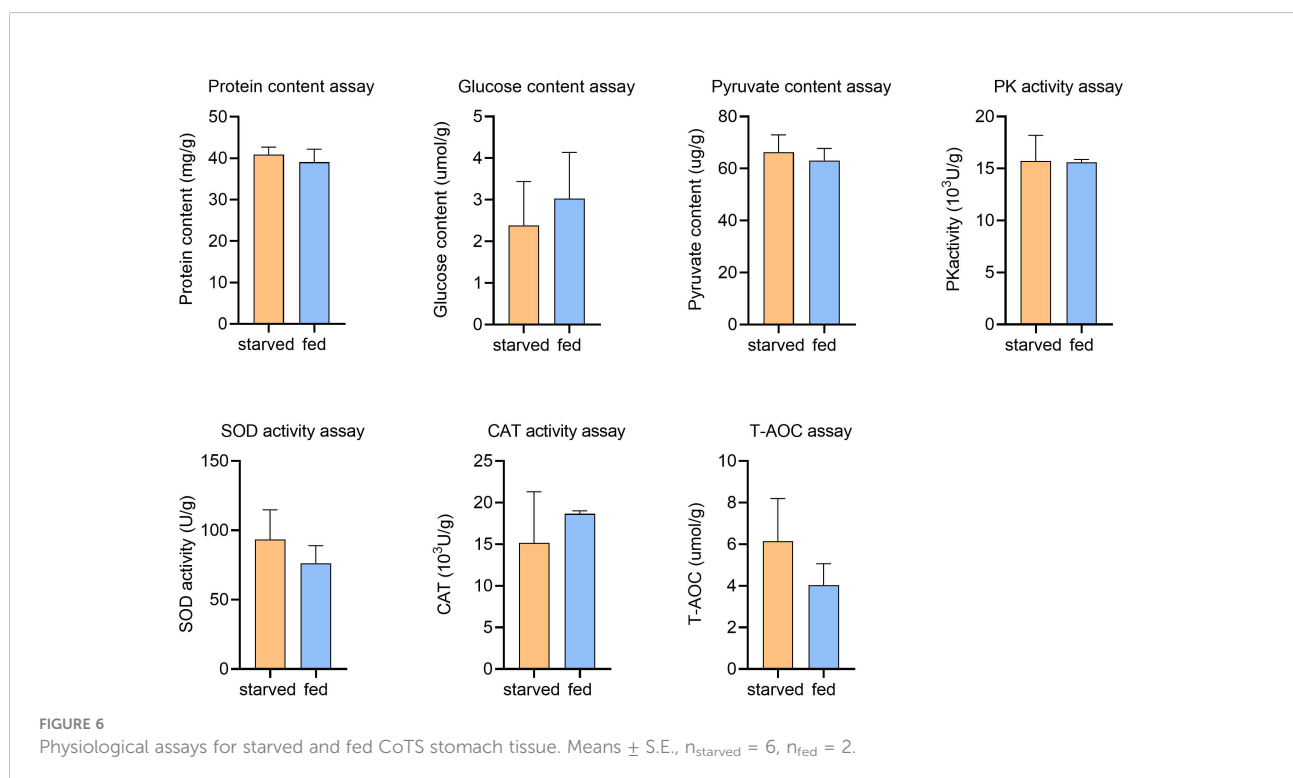 Protein content assay
Protein content (mg/g)
50
40
30
20
10
0
starved fed
Glucose content assay
Glucose content (umol/g)
5
4
3
2
1
0
starved fed
Pyruvate content assay
Pyruvate content (ug/g)
80
60
40
20
0
starved fed
PK activity assay
PKactivity (10³U/g)
20
15
10
5
0
starved fed
SOD activity assay
SOD activity (U/g)
150
100
50
0
starved fed
CAT activity assay
CAT (10³U/g)
25
20
15
10
5
0
starved fed
T-AOC assay
T-AOC (umol/g)
10
8
6
4
2
0
starved fed
FIGURE 6
Physiological assays for starved and fed CoTS stomach tissue. Means ± S.E., nstarved = 6, nfed = 2.